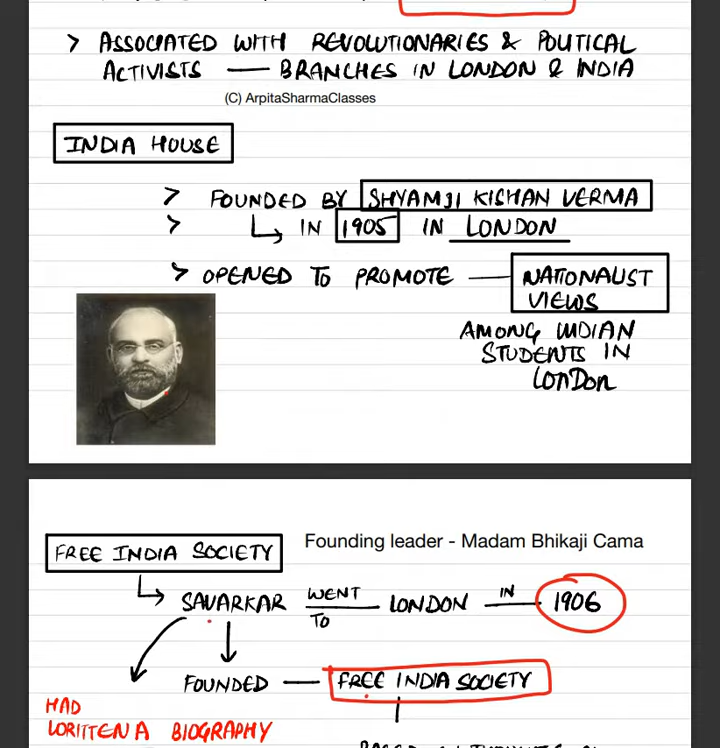 > ASSOCIATED WITH REVOLUTIONARIES & POLITICAL
ACTIVISTS — BRANCHES IN LONDON & INDIA
(C) ArpitaSharmaClasses
INDIA HOUSE
> FOUNDED BY SHYAMJI KISHAN VERMA
> IN 1905 IN LONDON
> OPENED TO PROMOTE — NATIONALIST
VIEWS
AMONG INDIAN
STUDENTS IN
LONDON
FREE INDIA SOCIETY
Founding leader - Madam Bhikaji Cama
SAVARKAR WENT TO LONDON IN 1906
FOUNDED — FREE INDIA SOCIETY
HAD
WRITTEN A BIOGRAPHY
BASED